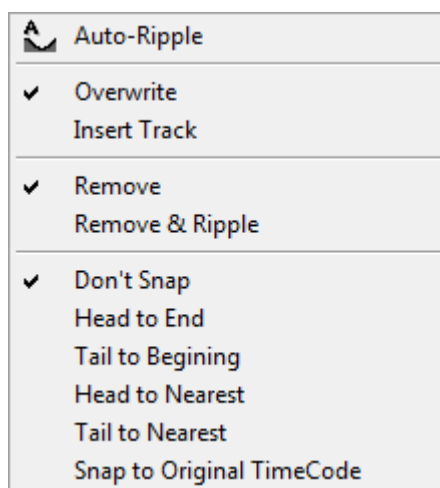 Auto-Ripple
Overwrite
Insert Track
Remove
Remove & Ripple
Don't Snap
Head to End
Tail to Begining
Head to Nearest
Tail to Nearest
Snap to Original TimeCode